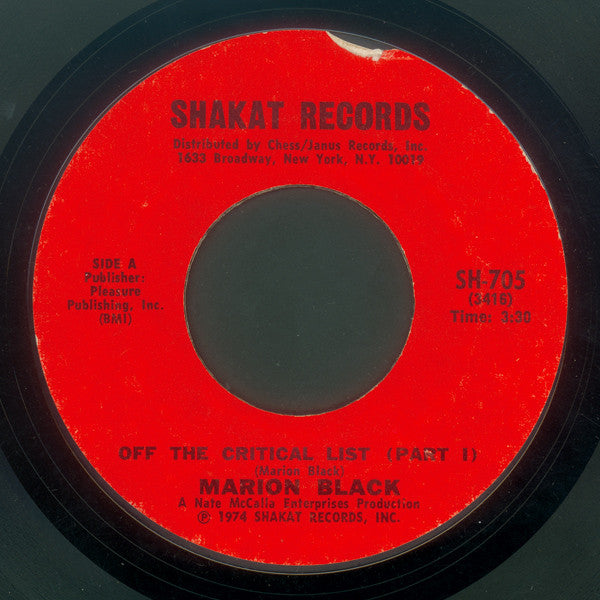 SHAKAT RECORDS
Distributed by Chess/Janus Records, Inc.
1633 Broadway, New York, N.Y. 10019
SIDE A
Publisher:
Pleasure
Publishing, Inc.
(BMI)
SH-705
(3416)
Time: 3:30
OFF THE CRITICAL LIST (PART I)
(Marion Black)
MARION BLACK
A Nate McCalla Enterprises Production
℗ 1974 SHAKAT RECORDS, INC.